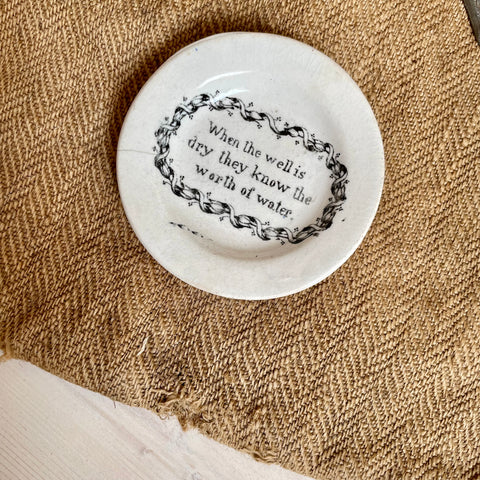 When the well is
dry they know the
worth of water.